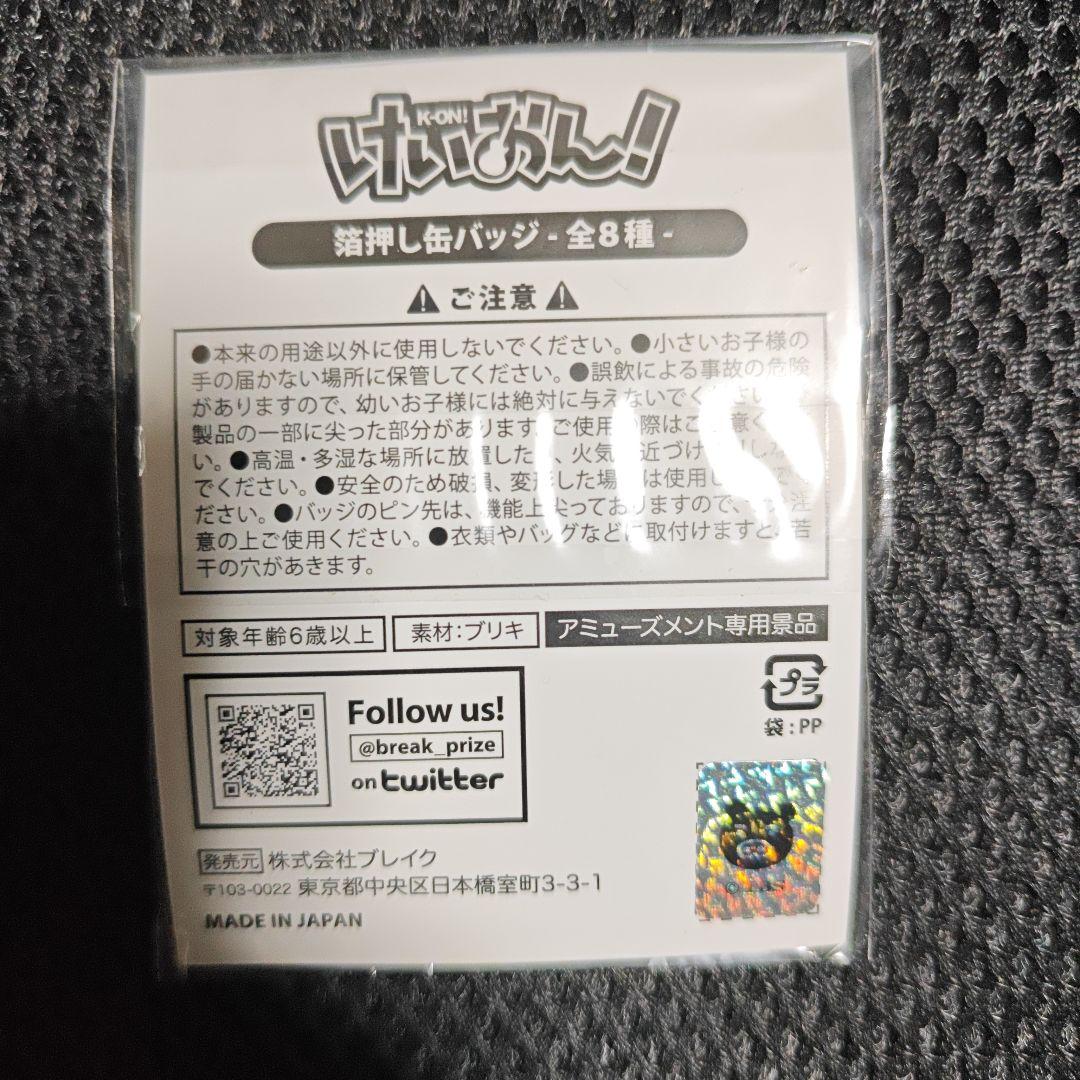 K-ON!
けいおん!
箔押し缶バッジ - 全8種 -
ご注意
●本来の用途以外に使用しないでください。●小さいお子様の
手の届かない場所に保管してください。●誤飲による事故の危険
がありますので、幼いお子様には絶対に与えないでください
製品の一部に尖った部分があります ご使用 際はご 意く
い。●高温・多湿な場所に放置した 、火気 近づけ しな
でください。●安全のため破損、変形した場 は使用し
ださい。●バッジのピン先は、機能上尖っておりますので、 注
意の上ご使用ください。●衣類やバッグなどに取付けますと、若
干の穴があきます。
対象年齢6歳以上 素材:ブリキ アミューズメント専用景品
プラ
袋:PP
Follow us!
@break_prize
on twitter
発売元 株式会社ブレイク
〒103-0022 東京都中央区日本橋室町3-3-1
MADE IN JAPAN